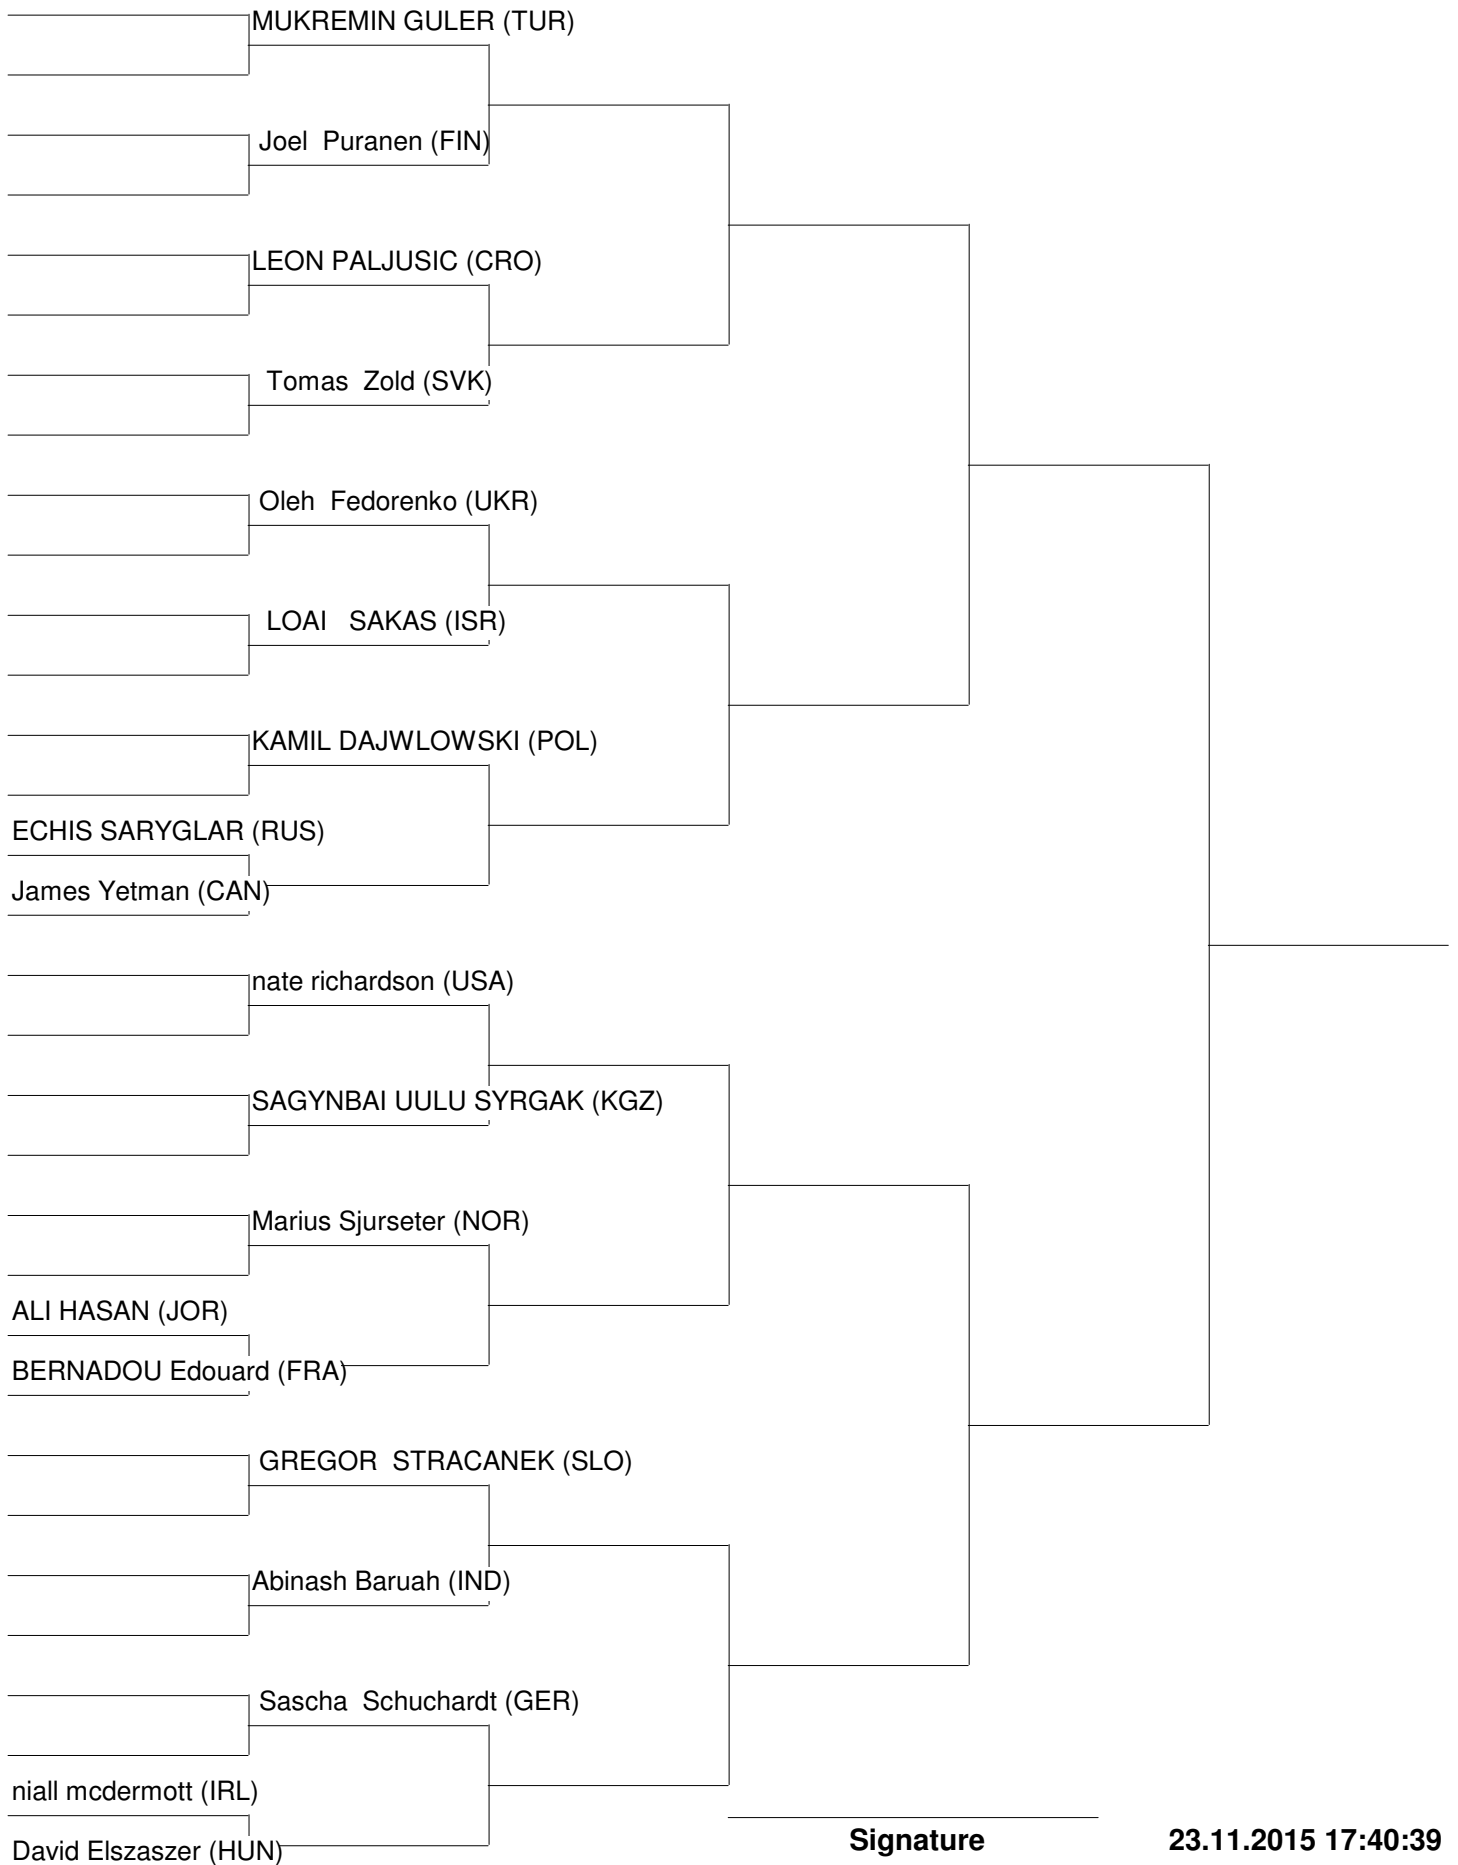 MUKREMIN GULER (TUR)
Joel  Puranen (FIN)
LEON PALJUSIC (CRO)
Tomas  Zold (SVK)
Oleh  Fedorenko (UKR)
LOAI   SAKAS (ISR)
KAMIL DAJWLOWSKI (POL)
ECHIS SARYGLAR (RUS)
James Yetman (CAN)
nate richardson (USA)
SAGYNBAI UULU SYRGAK (KGZ)
Marius Sjurseter (NOR)
ALI HASAN (JOR)
BERNADOU Edouard (FRA)
GREGOR  STRACANEK (SLO)
Abinash Baruah (IND)
Sascha  Schuchardt (GER)
niall mcdermott (IRL)
David Elszaszer (HUN)
Signature
23.11.2015 17:40:39